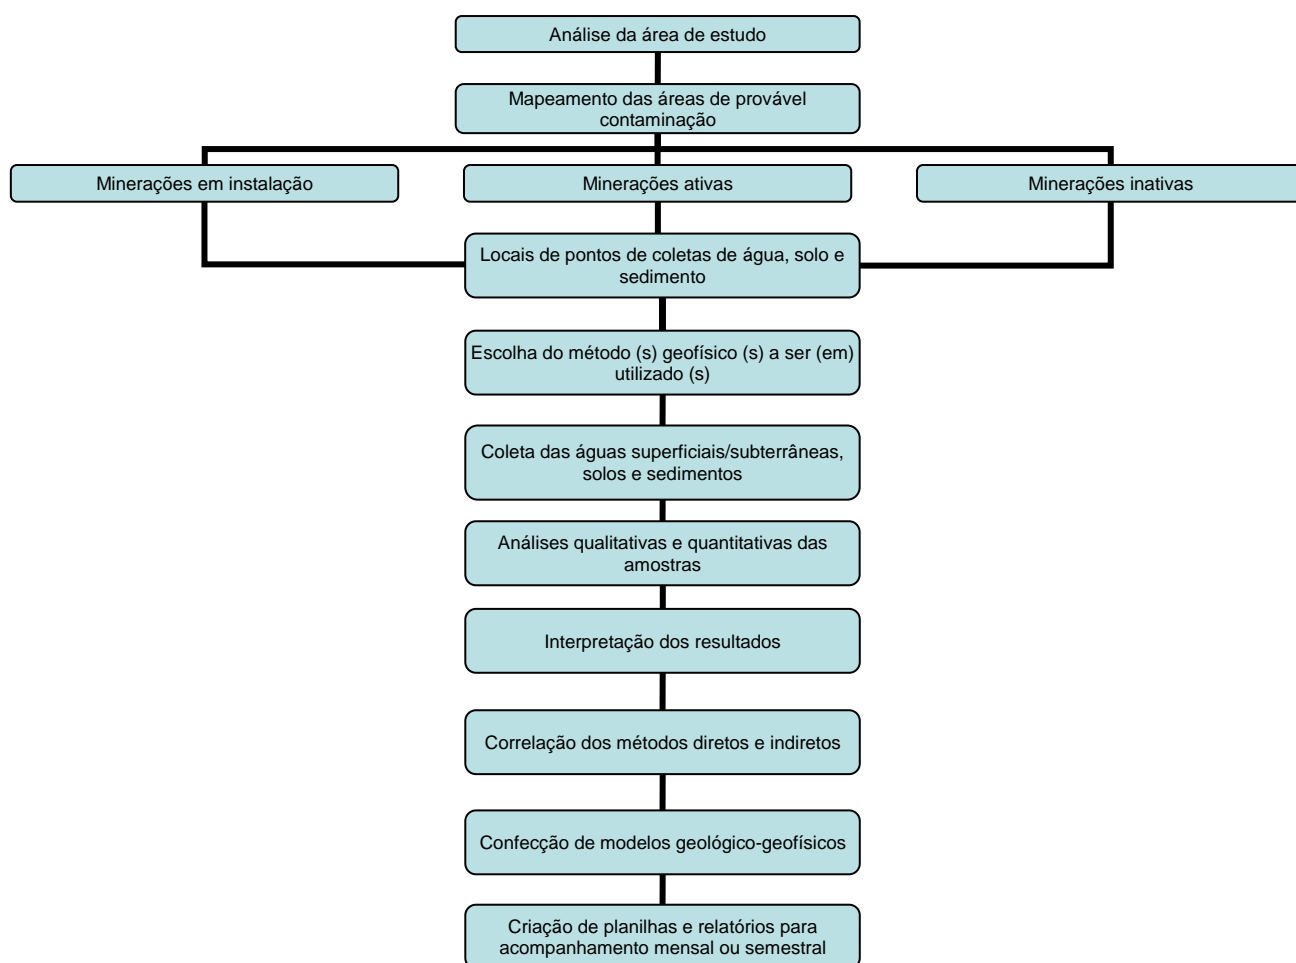 Análise da área de estudo
Mapeamento das áreas de provável
contaminação
Minerações em instalação
Minerações ativas
Minerações inativas
Locais de pontos de coletas de água, solo e
sedimento
Escolha do método (s) geofísico (s) a ser (em)
utilizado (s)
Coleta das águas superficiais/subterrâneas,
solos e sedimentos
Análises qualitativas e quantitativas das
amostras
Interpretação dos resultados
Correlação dos métodos diretos e indiretos
Confecção de modelos geológico-geofísicos
Criação de planilhas e relatórios para
acompanhamento mensal ou semestral